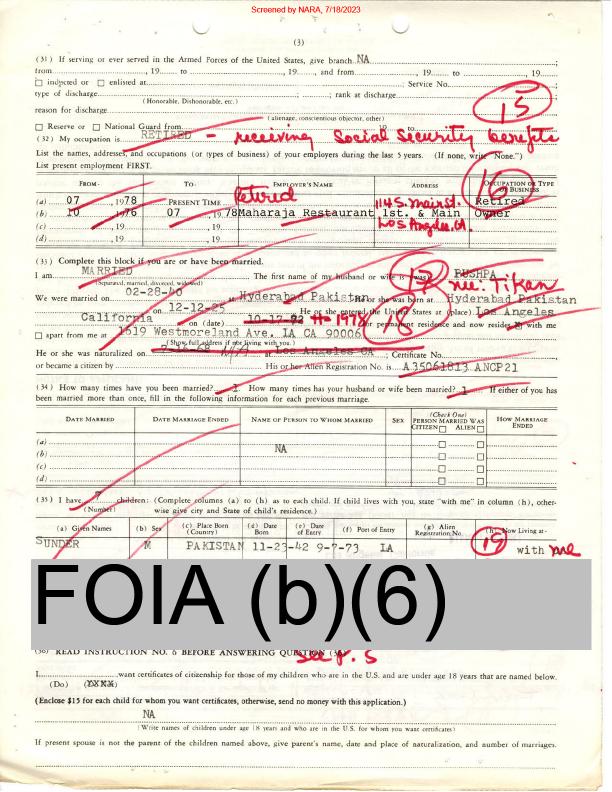 Screened by NARA, 7/18/2023
(3)
(31) If serving or ever served in the Armed Forces of the United States, give branch NA
from, 19 to, 19; and from, 19 to, 19
☐ inducted or ☐ enlisted at; Service No.
type of discharge; rank at discharge
(Honorable, Dishonorable, etc.)
15
reason for discharge
(alienage, conscientious objector, other)
☐ Reserve or ☐ National Guard from to
(32) My occupation is RETIRED - receiving Social Security benefits
List the names, addresses, and occupations (or types of business) of your employers during the last 5 years. (If none, write "None.")
List present employment FIRST.
16
FROM- TO- EMPLOYER'S NAME ADDRESS OCCUPATION OR TYPE OF BUSINESS
(a) 07, 1978 PRESENT TIME Retired 114 S. Main St. Retired
(b) 10, 1976 07, 1978 Maharaja Restaurant 1st. & Main Owner
Los Angeles, CA.
(c), 19, 19
(d), 19, 19
(33) Complete this block if you are or have been married.
I am MARRIED The first name of my husband or wife is (was) PUSHPA
(Separated, married, divorced, widowed)
17 nee: Tikan
We were married on 02-28-40 at Hyderabad Pakistan He or she was born at Hyderabad Pakistan
on 12-12-25 He or she entered the United States at (place) Los Angeles
California on (date) 10-17-92 1978 for permanent residence and now resides with me
18
☐ apart from me at 1519 Westmoreland Ave. LA CA 90006
(Show full address if not living with you.)
He or she was naturalized on N/A at Los Angeles CA; Certificate No.
or became a citizen by His or her Alien Registration No. is A35061813 ANCP21
(34) How many times have you been married? 1 How many times has your husband or wife been married? 1 If either of you has
been married more than once, fill in the following information for each previous marriage.
DATE MARRIED DATE MARRIAGE ENDED NAME OF PERSON TO WHOM MARRIED SEX (Check One) PERSON MARRIED WAS CITIZEN ☐ ALIEN ☐ HOW MARRIAGE ENDED
(a) ☐ ☐
(b) NA ☐ ☐
(c) ☐ ☐
(d) ☐ ☐
(35) I have 7 children: (Complete columns (a) to (h) as to each child. If child lives with you, state "with me" in column (h), other-
(Number) wise give city and State of child's residence.)
(a) Given Names (b) Sex (c) Place Born (Country) (d) Date Born (e) Date of Entry (f) Port of Entry (g) Alien Registration No. (h) Now Living at-
19
SUNDER M PAKISTAN 11-23-42 9-7-73 LA with me
FOIA (b)(6)
(36) READ INSTRUCTION NO. 6 BEFORE ANSWERING QUESTION (36)
See p. 5
I want certificates of citizenship for those of my children who are in the U.S. and are under age 18 years that are named below.
(Do)
(Enclose $15 for each child for whom you want certificates, otherwise, send no money with this application.)
NA
(Write names of children under age 18 years and who are in the U.S. for whom you want certificates)
If present spouse is not the parent of the children named above, give parent's name, date and place of naturalization, and number of marriages.